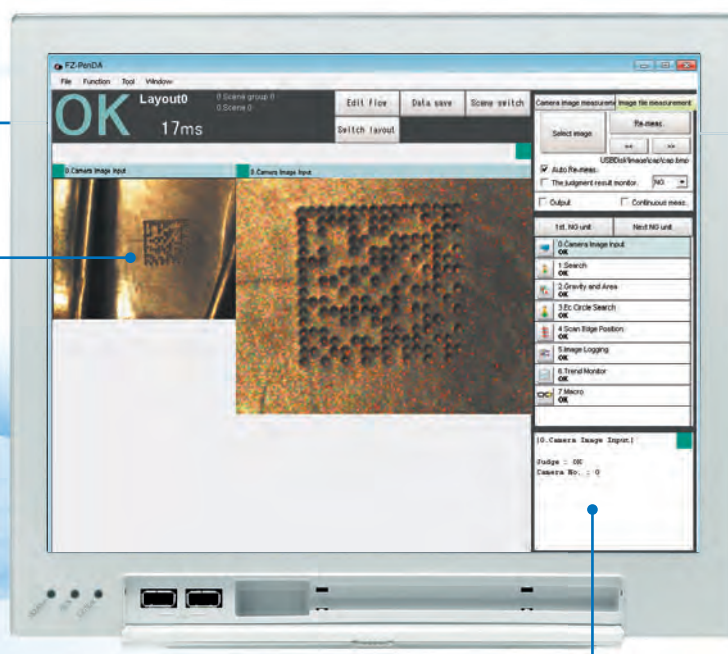 FZ-PanDA
File Function Tool Window
OK
Layout0
17ms
0.Scene group 0
0.Scene 0
Edit flow
Data save
Scene switch
Switch layout
0.Camera Image Input
0.Camera Image Input
Camera image measurement
Image file measurement
Select image
Re-meas.
<<
>>
USBDisk\image\cap\cap.bmp
Auto Re-meas.
The judgment result monitor.
NG
Output
Continuous meas.
1st. NG unit
Next NG unit
0.Camera Image Input
OK
1.Search
OK
2.Gravity and Area
OK
3.Ec Circle Search
OK
4.Scan Edge Position
OK
5.Image Logging
OK
6.Trend Monitor
OK
7.Macro
OK
[0.Camera Image Input]
Judge : OK
Camera No. : 0